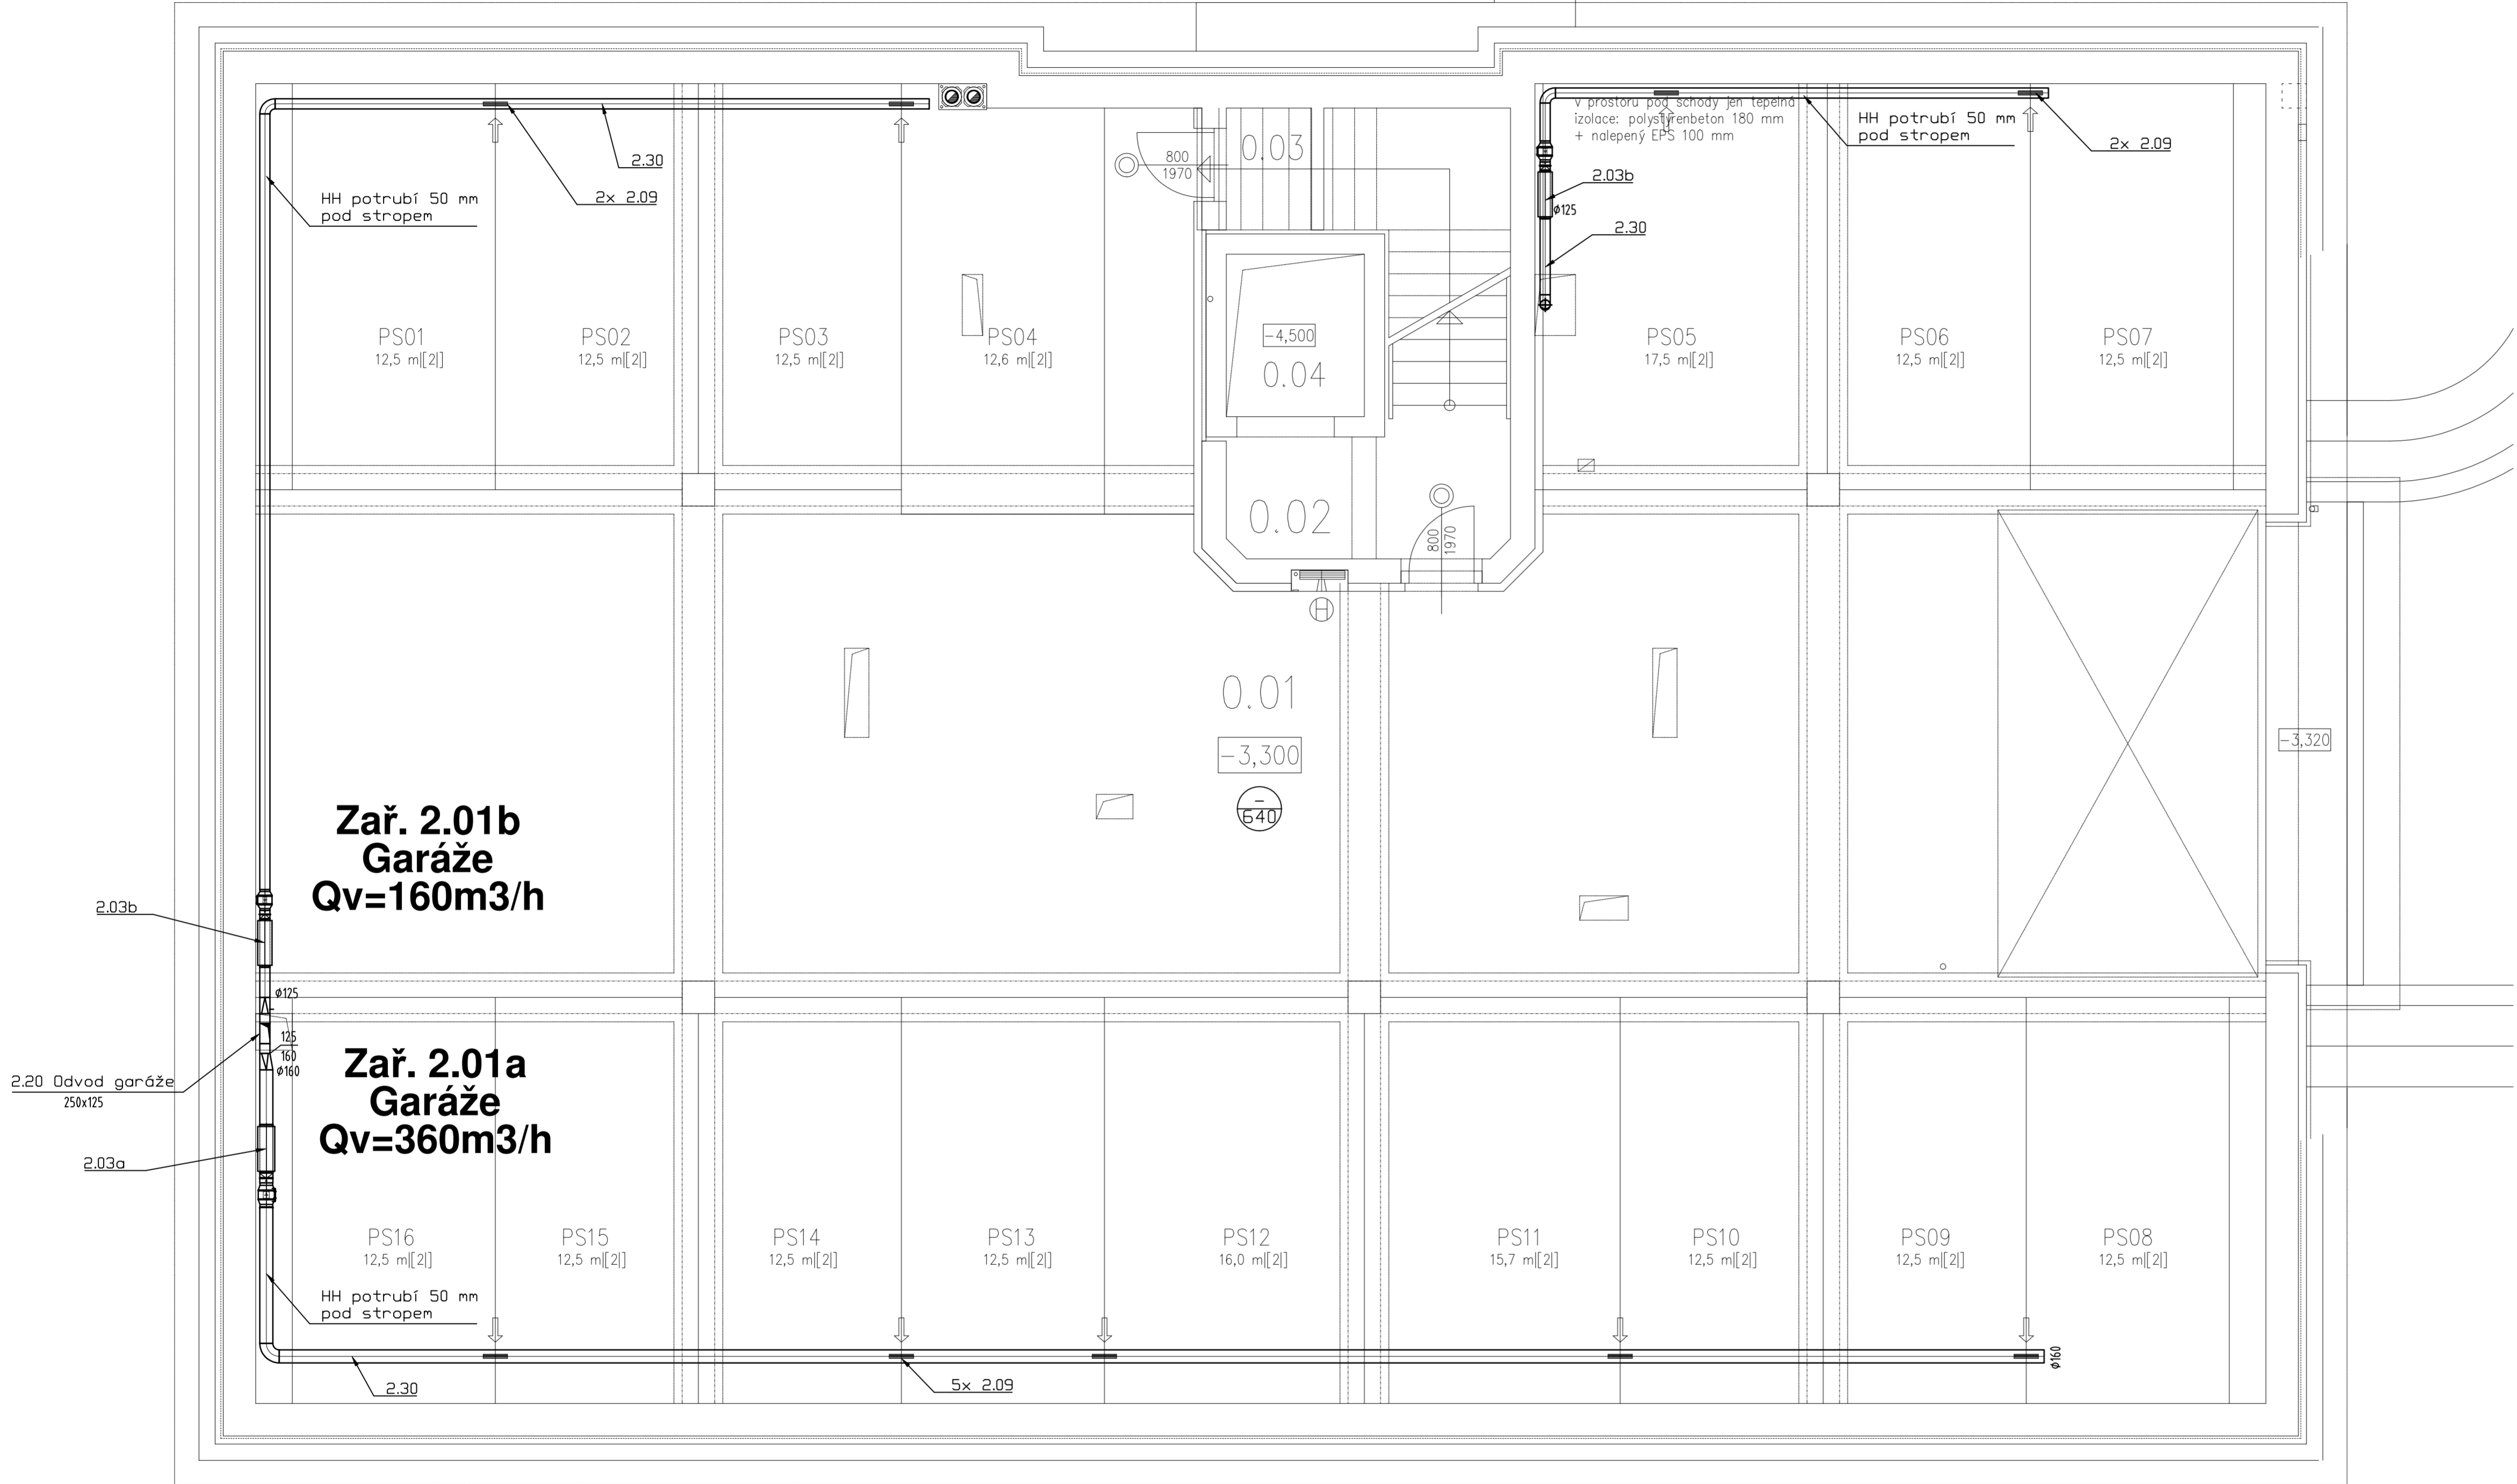 v prostoru pod schody jen tepelná
izolace: polystyrenbeton 180 mm
+ nalepený EPS 100 mm
HH potrubí 50 mm
pod stropem
2x 2.09
2.30
2x 2.09
HH potrubí 50 mm
pod stropem
800
1970
0.03
2.03b
ϕ125
2.30
PS01
12,5 m|[2|]
PS02
12,5 m|[2|]
PS03
12,5 m|[2|]
PS04
12,6 m|[2|]
-4,500
0.04
PS05
17,5 m|[2|]
PS06
12,5 m|[2|]
PS07
12,5 m|[2|]
0.02
800
1970
H
0.01
-3,300
-
640
-3,320
Zař. 2.01b
Garáže
Qv=160m3/h
2.03b
ϕ125
125
160
ϕ160
2.20 Odvod garáže
250x125
Zař. 2.01a
Garáže
Qv=360m3/h
2.03a
PS16
12,5 m|[2|]
PS15
12,5 m|[2|]
PS14
12,5 m|[2|]
PS13
12,5 m|[2|]
PS12
16,0 m|[2|]
PS11
15,7 m|[2|]
PS10
12,5 m|[2|]
PS09
12,5 m|[2|]
PS08
12,5 m|[2|]
HH potrubí 50 mm
pod stropem
2.30
5x 2.09
ϕ160